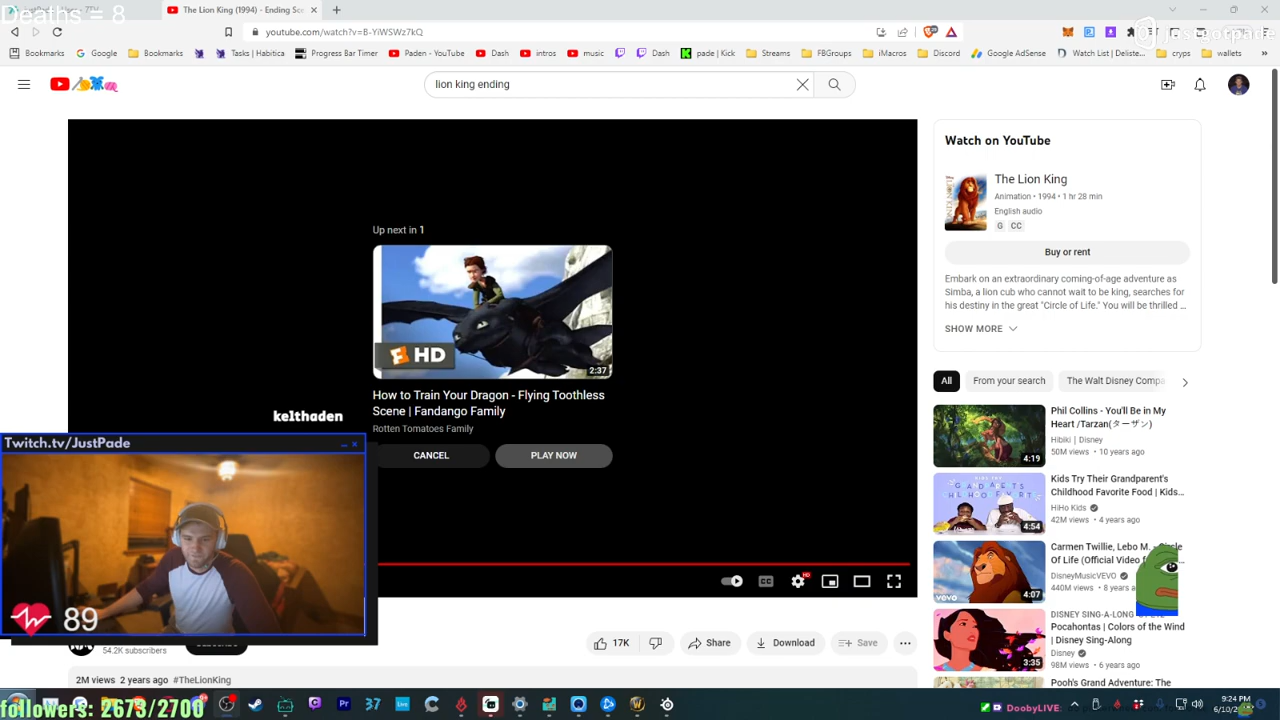 Deaths = 8
The Lion King (1994) - Ending Sce
youtube.com/watch?v=B-YiWSWz7kQ
Bookmarks
Google
Bookmarks
Tasks | Habitica
Progress Bar Timer
Paden - YouTube
Dash
intros
music
Dash
pade | Kick
Streams
FBGroups
iMacros
Discord
Google AdSense
Watch List | Deliste...
cryps
wallets
lion king ending
Watch on YouTube
The Lion King
Animation • 1994 • 1 hr 28 min
English audio
G CC
Buy or rent
Embark on an extraordinary coming-of-age adventure as
Simba, a lion cub who cannot wait to be king, searches for
his destiny in the great "Circle of Life." You will be thrilled ...
SHOW MORE
Up next in 1
HD
2:37
How to Train Your Dragon - Flying Toothless
Scene | Fandango Family
Rotten Tomatoes Family
CANCEL
PLAY NOW
kelthaden
Twitch.tv/JustPade
89
All
From your search
The Walt Disney Compa
Phil Collins - You'll Be in My
Heart /Tarzan(ターザン)
Hibiki | Disney
50M views • 10 years ago
4:19
Kids Try Their Grandparent's
Childhood Favorite Food | Kids...
HiHo Kids
42M views • 4 years ago
4:54
Carmen Twillie, Lebo M. - Circle
Of Life (Official Video f
DisneyMusicVEVO
440M views • 8 years a
vevo
4:07
DISNEY SING-A-LONG
Pocahontas | Colors of the Wind
| Disney Sing-Along
Disney
98M views • 6 years ago
3:35
Pooh's Grand Adventure: The
CC
HD
54.2K subscribers
17K
Share
Download
Save
2M views 2 years ago #TheLionKing
followers: 2673/2700
37
Live
DoobyLIVE:
9:24 PM